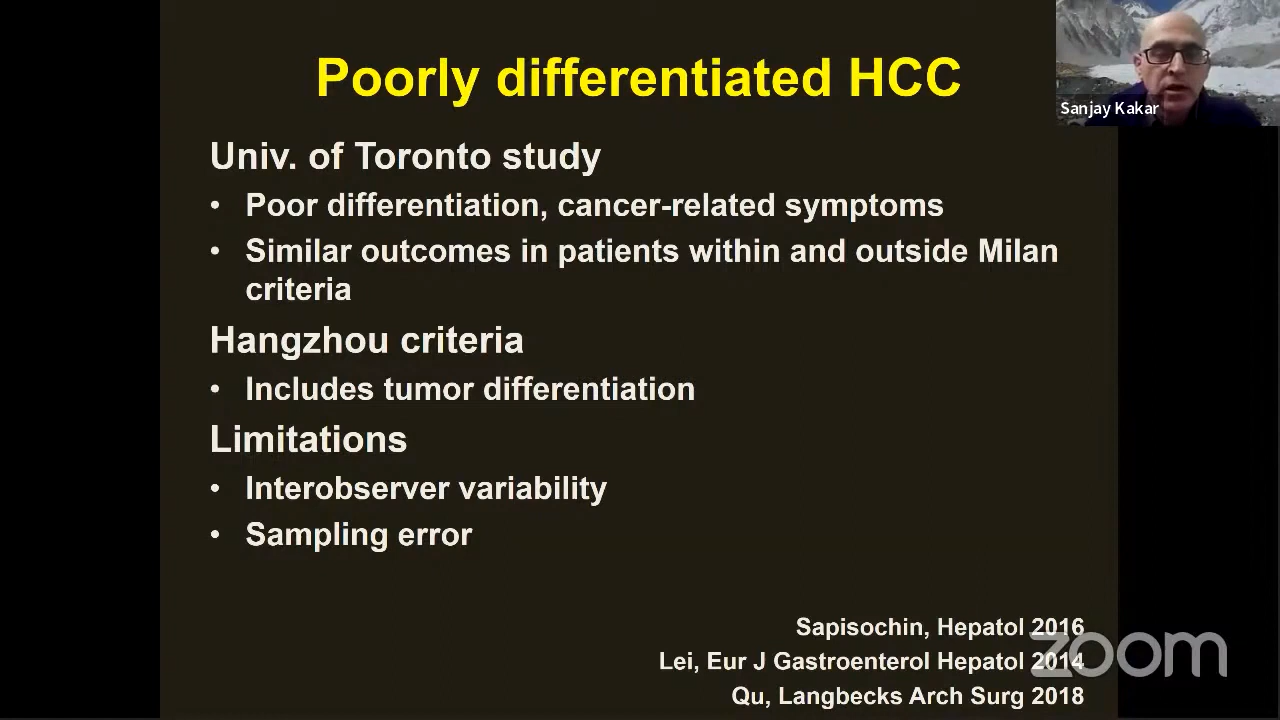 Poorly differentiated HCC
Sanjay Kakar
Univ. of Toronto study
• Poor differentiation, cancer-related symptoms
• Similar outcomes in patients within and outside Milan
criteria
Hangzhou criteria
• Includes tumor differentiation
Limitations
• Interobserver variability
• Sampling error
Sapisochin, Hepatol 2016
Lei, Eur J Gastroenterol Hepatol 2014
Qu, Langbecks Arch Surg 2018
zoom